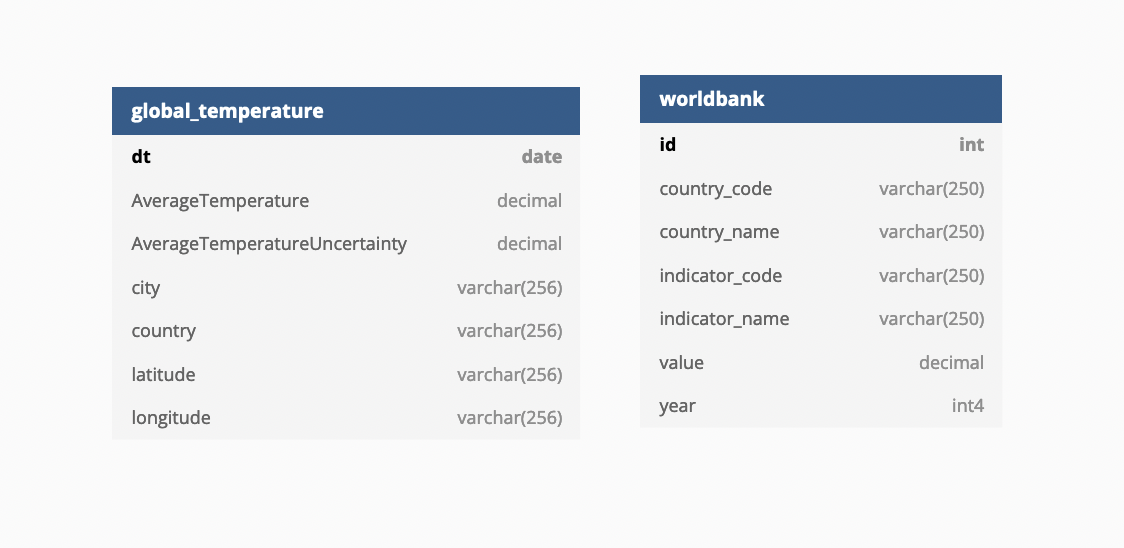 global_temperature
dt date
AverageTemperature decimal
AverageTemperatureUncertainty decimal
city varchar(256)
country varchar(256)
latitude varchar(256)
longitude varchar(256)
worldbank
id int
country_code varchar(250)
country_name varchar(250)
indicator_code varchar(250)
indicator_name varchar(250)
value decimal
year int4